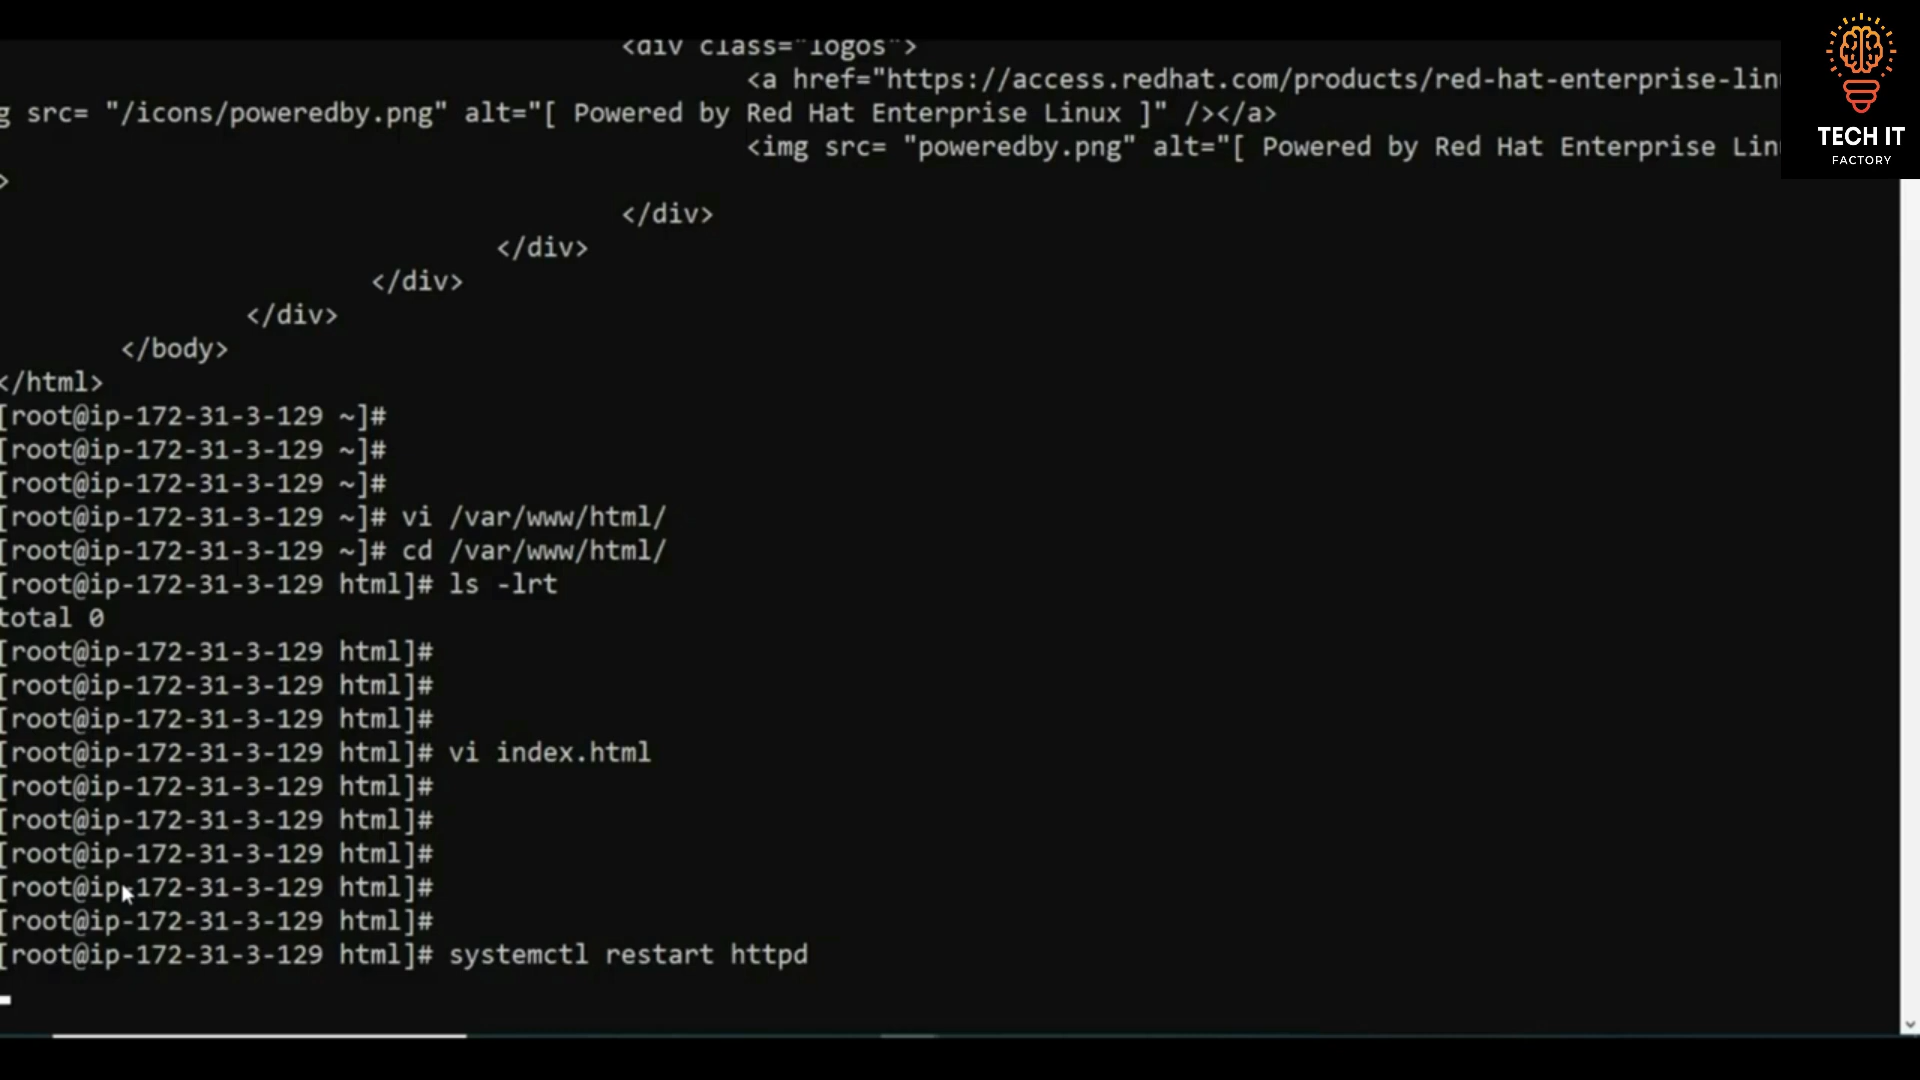 <div class="logos">
<a href="https://access.redhat.com/products/red-hat-enterprise-lin
g src= "/icons/poweredby.png" alt="[ Powered by Red Hat Enterprise Linux ]" /></a>
<img src= "poweredby.png" alt="[ Powered by Red Hat Enterprise Lin
>
</div>
</div>
</div>
</div>
</body>
</html>
[root@ip-172-31-3-129 ~]#
[root@ip-172-31-3-129 ~]#
[root@ip-172-31-3-129 ~]#
[root@ip-172-31-3-129 ~]# vi /var/www/html/
[root@ip-172-31-3-129 ~]# cd /var/www/html/
[root@ip-172-31-3-129 html]# ls -lrt
total 0
[root@ip-172-31-3-129 html]#
[root@ip-172-31-3-129 html]#
[root@ip-172-31-3-129 html]#
[root@ip-172-31-3-129 html]# vi index.html
[root@ip-172-31-3-129 html]#
[root@ip-172-31-3-129 html]#
[root@ip-172-31-3-129 html]#
[root@ip-172-31-3-129 html]#
[root@ip-172-31-3-129 html]#
[root@ip-172-31-3-129 html]# systemctl restart httpd
TECH IT
FACTORY